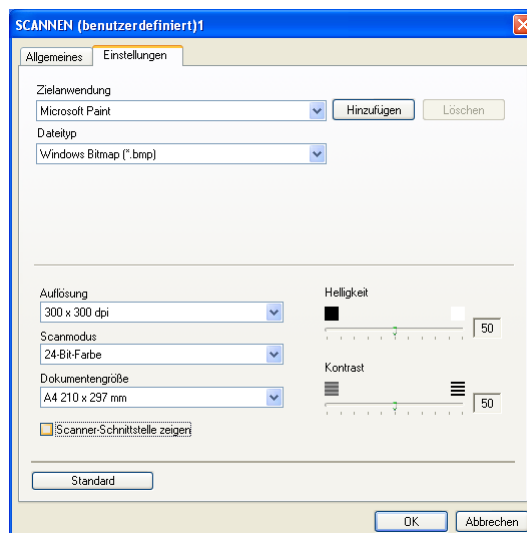 SCANNEN (benutzerdefiniert)1
Allgemeines Einstellungen
Zielanwendung
Microsoft Paint Hinzufügen Löschen
Dateityp
Windows Bitmap (*.bmp)
Auflösung Helligkeit
300 x 300 dpi 50
Scanmodus
24-Bit-Farbe
Kontrast
Dokumentengröße
A4 210 x 297 mm 50
Scanner-Schnittstelle zeigen
Standard
OK Abbrechen